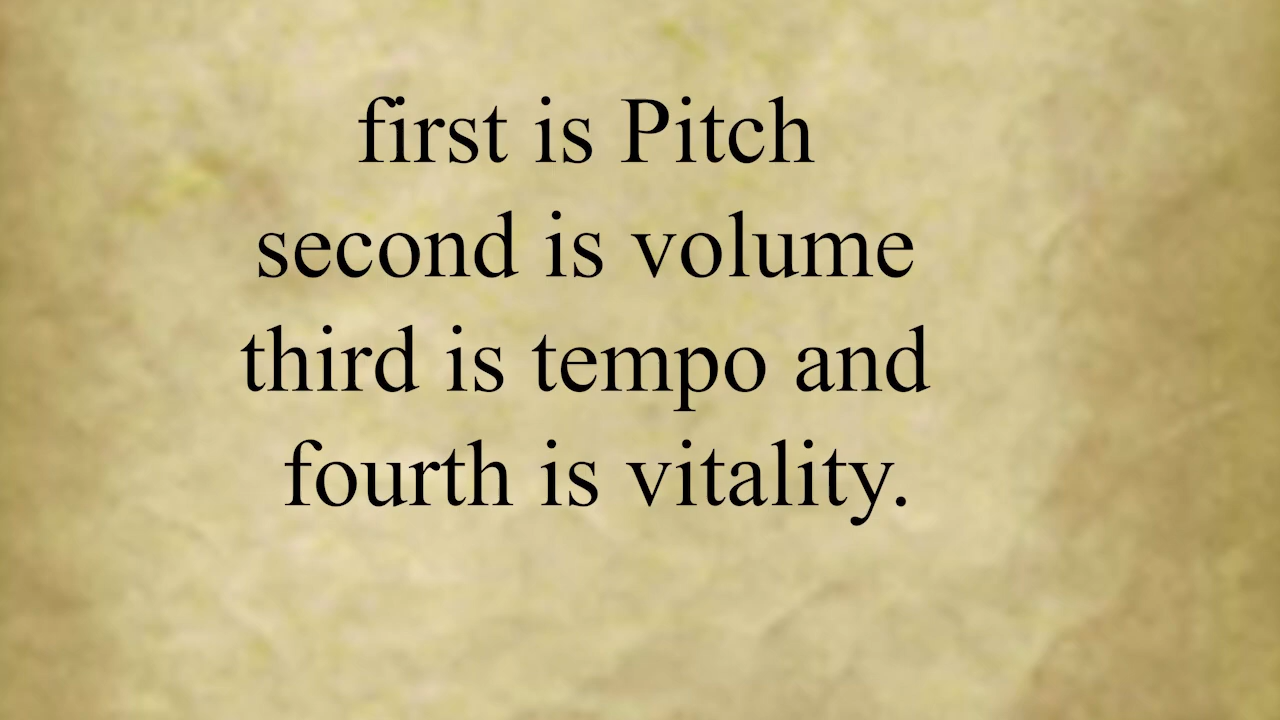 first is Pitch
second is volume
third is tempo and
fourth is vitality.